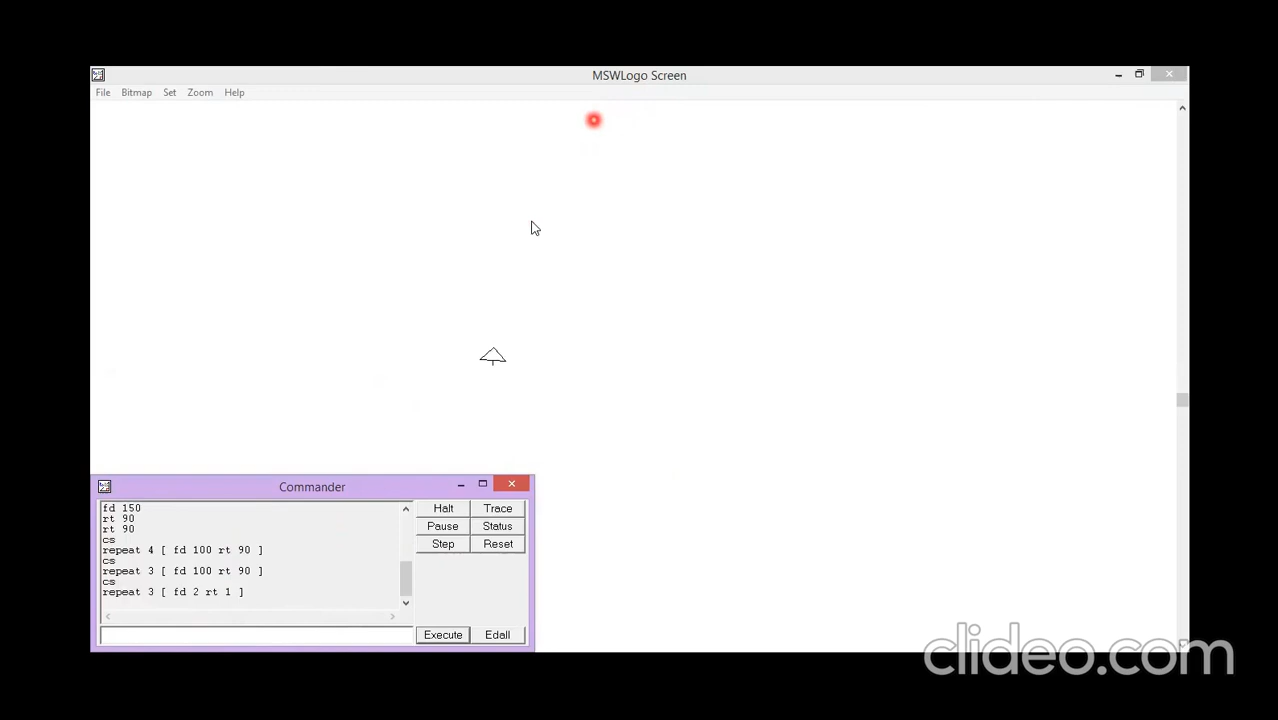 MSWLogo Screen
File Bitmap Set Zoom Help
Commander
fd 150
rt 90
rt 90
cs
repeat 4 [ fd 100 rt 90 ]
cs
repeat 3 [ fd 100 rt 90 ]
cs
repeat 3 [ fd 2 rt 1 ]
Halt Trace
Pause Status
Step Reset
Execute Edall
clideo.com